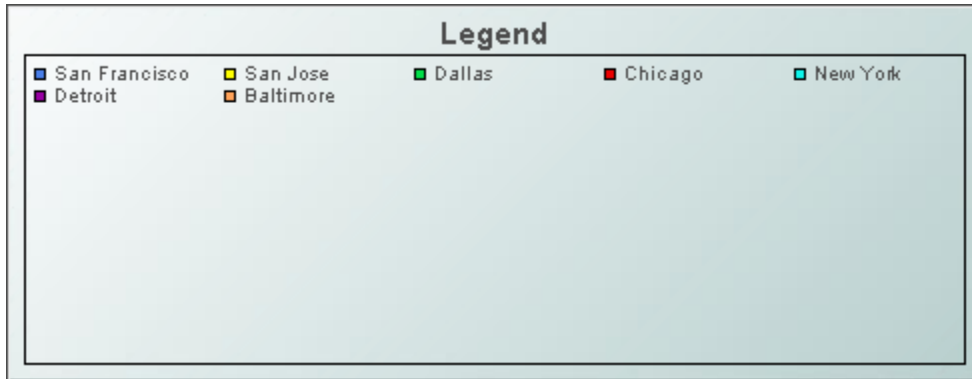 Legend
San Francisco San Jose Dallas Chicago New York
Detroit Baltimore